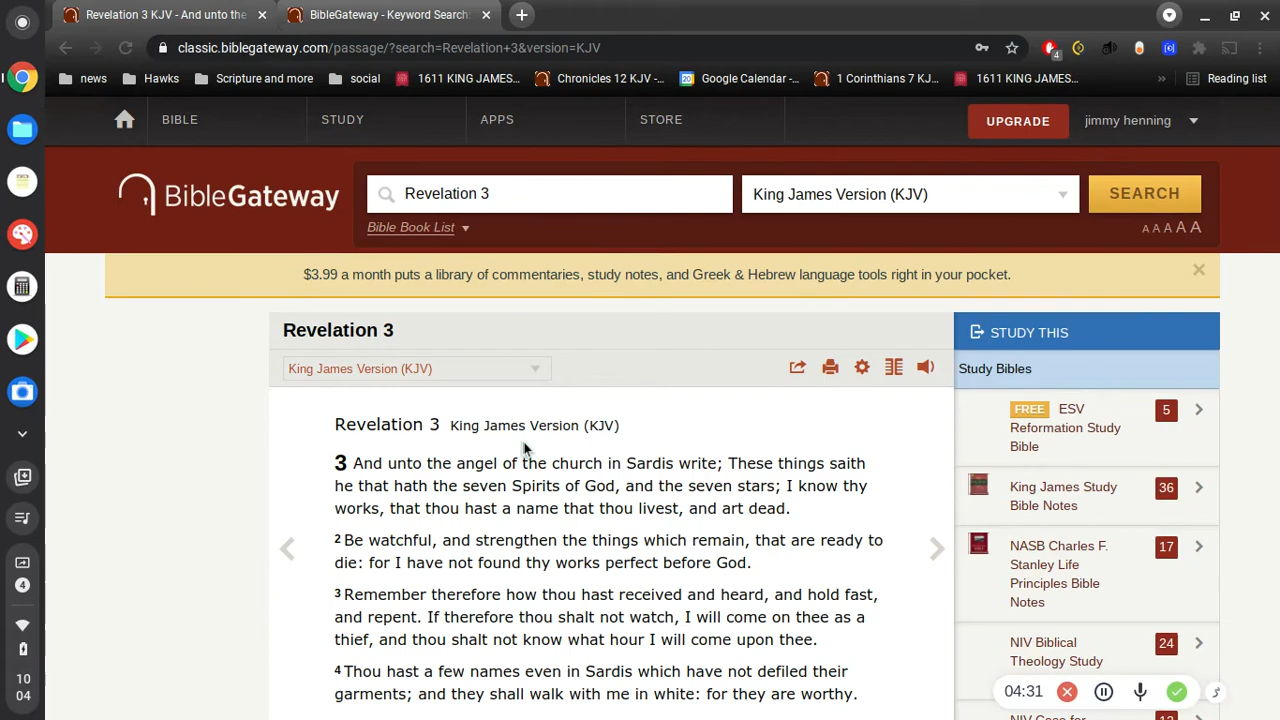 Revelation 3 KJV - And unto the
BibleGateway - Keyword Search:
classic.biblegateway.com/passage/?search=Revelation+3&version=KJV
4
news
Hawks
Scripture and more
social
1611 KING JAMES...
Chronicles 12 KJV -...
20
Google Calendar -...
1 Corinthians 7 KJ...
1611 KING JAMES...
»
Reading list
BIBLE
STUDY
APPS
STORE
UPGRADE
jimmy henning
BibleGateway
Revelation 3
King James Version (KJV)
SEARCH
Bible Book List
A A A A A
$3.99 a month puts a library of commentaries, study notes, and Greek & Hebrew language tools right in your pocket.
Revelation 3
King James Version (KJV)
Revelation 3 King James Version (KJV)
3 And unto the angel of the church in Sardis write; These things saith
he that hath the seven Spirits of God, and the seven stars; I know thy
works, that thou hast a name that thou livest, and art dead.
2 Be watchful, and strengthen the things which remain, that are ready to
die: for I have not found thy works perfect before God.
3 Remember therefore how thou hast received and heard, and hold fast,
and repent. If therefore thou shalt not watch, I will come on thee as a
thief, and thou shalt not know what hour I will come upon thee.
4 Thou hast a few names even in Sardis which have not defiled their
garments; and they shall walk with me in white: for they are worthy.
STUDY THIS
Study Bibles
FREE ESV
Reformation Study
Bible
5
King James Study
Bible Notes
36
NASB Charles F.
Stanley Life
Principles Bible
Notes
17
NIV Biblical
Theology Study
24
04:31
4
10
04